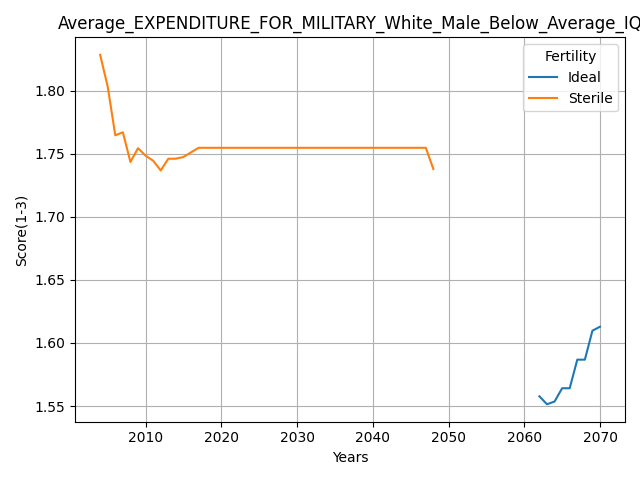 Average_EXPENDITURE_FOR_MILITARY_White_Male_Below_Average_IQ
Fertility
Ideal
Sterile
1.80
1.75
1.70
1.65
1.60
1.55
Score(1-3)
2010 2020 2030 2040 2050 2060 2070
Years